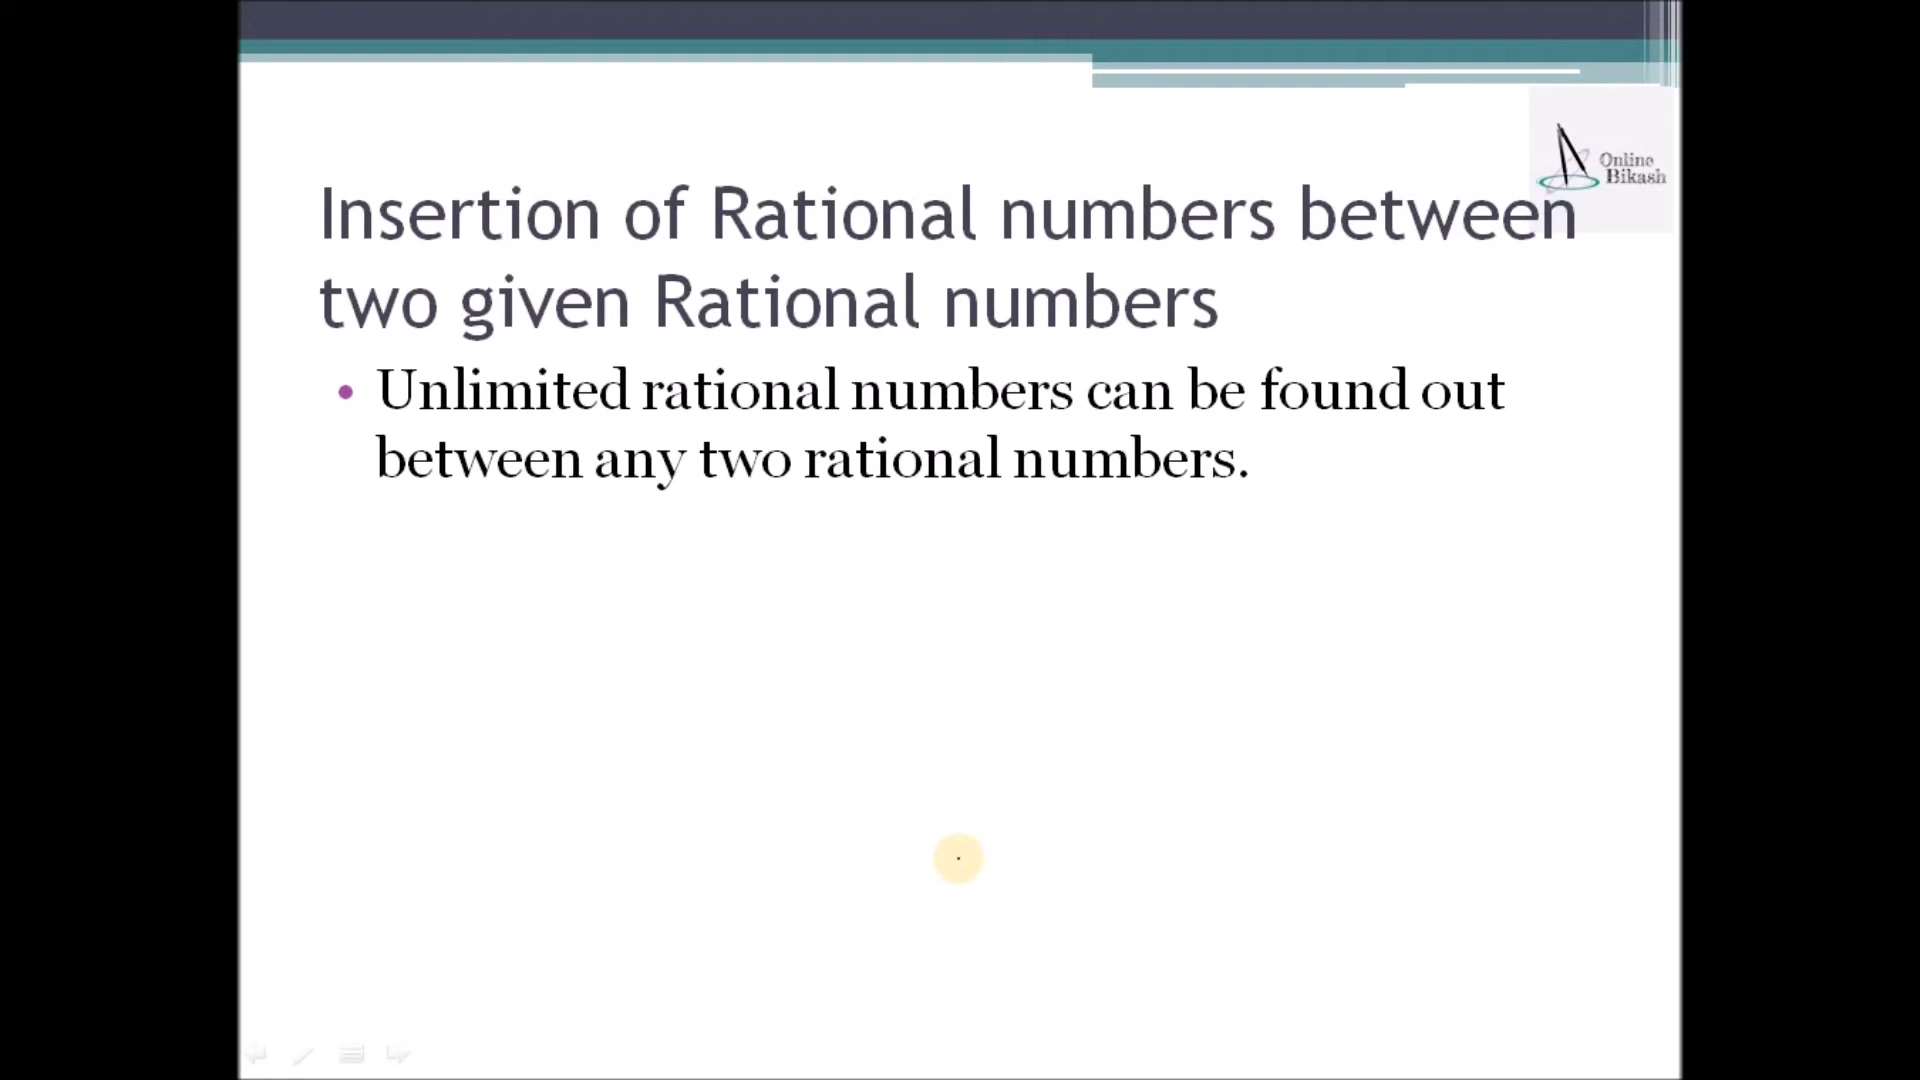 Online
Bikash
Insertion of Rational numbers between
two given Rational numbers
• Unlimited rational numbers can be found out
between any two rational numbers.